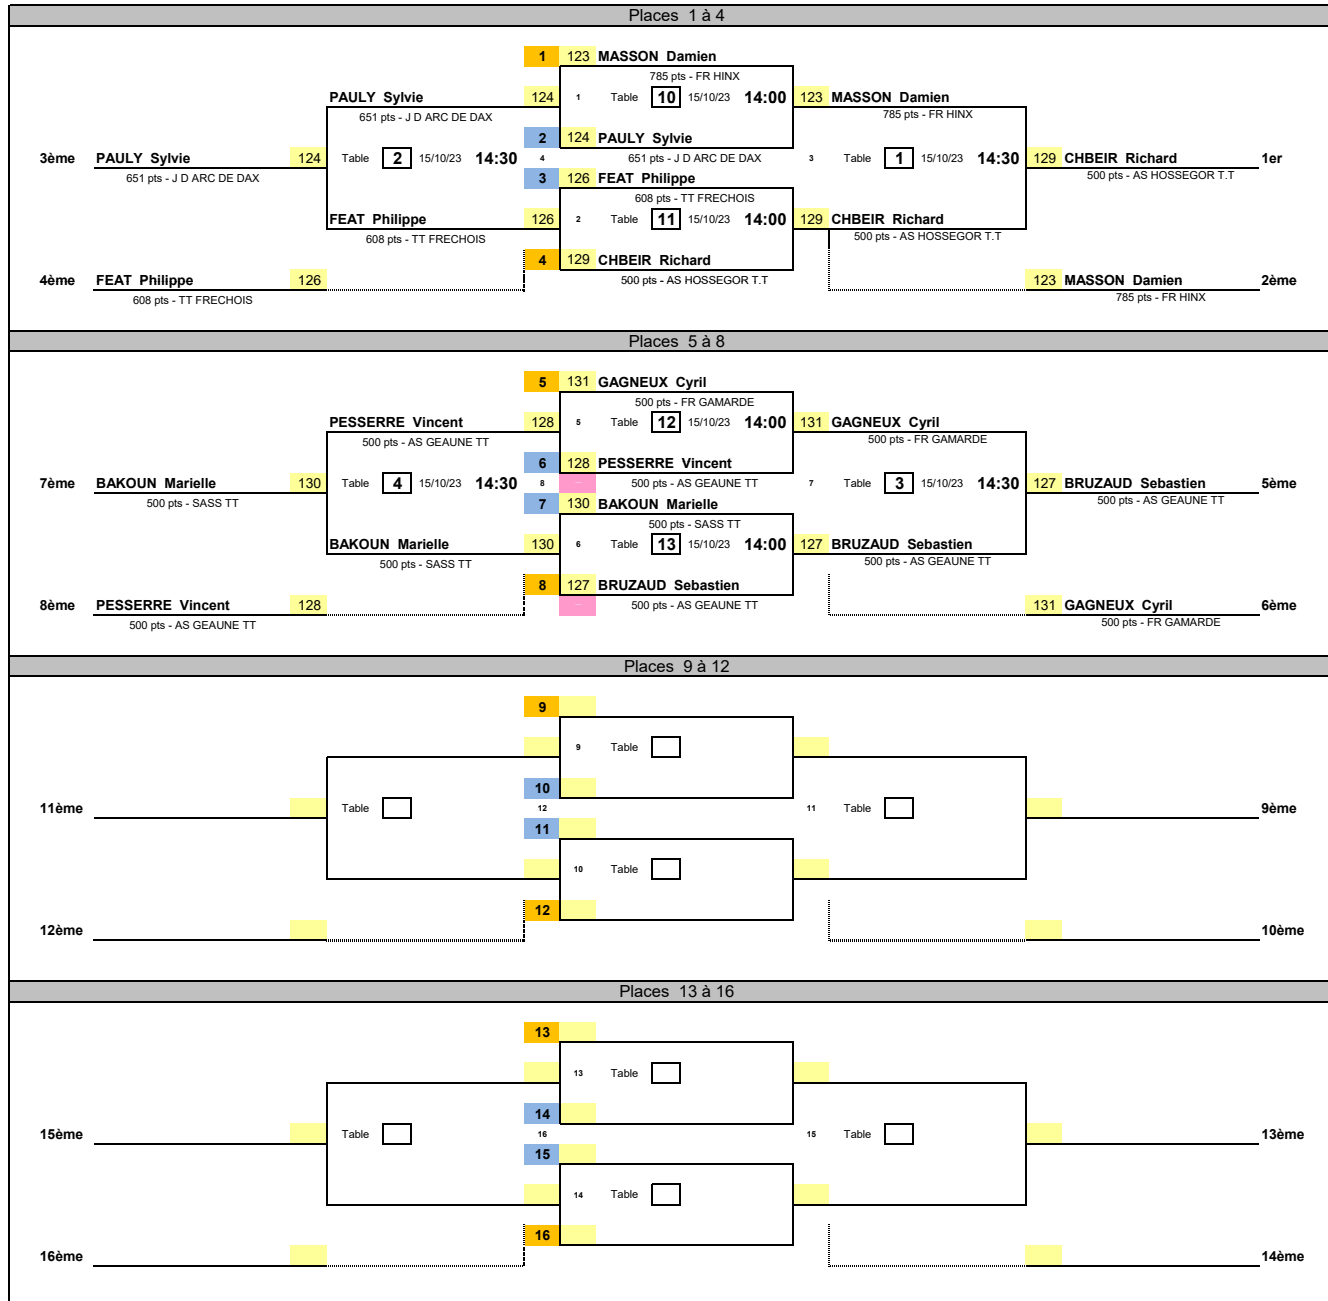 Places 1 à 4
1 123 MASSON Damien
785 pts - FR HINX
PAULY Sylvie 124 1 Table 10 15/10/23 14:00 123 MASSON Damien
651 pts - J D ARC DE DAX 785 pts - FR HINX
2 124 PAULY Sylvie
3ème PAULY Sylvie 124 Table 2 15/10/23 14:30 4 651 pts - J D ARC DE DAX 3 Table 1 15/10/23 14:30 129 CHBEIR Richard 1er
651 pts - J D ARC DE DAX 3 126 FEAT Philippe 500 pts - AS HOSSEGOR T.T
608 pts - TT FRECHOIS
FEAT Philippe 126 2 Table 11 15/10/23 14:00 129 CHBEIR Richard
608 pts - TT FRECHOIS 500 pts - AS HOSSEGOR T.T
4 129 CHBEIR Richard
4ème FEAT Philippe 126 500 pts - AS HOSSEGOR T.T 123 MASSON Damien 2ème
608 pts - TT FRECHOIS 785 pts - FR HINX
Places 5 à 8
5 131 GAGNEUX Cyril
500 pts - FR GAMARDE
PESSERRE Vincent 128 5 Table 12 15/10/23 14:00 131 GAGNEUX Cyril
500 pts - AS GEAUNE TT 500 pts - FR GAMARDE
6 128 PESSERRE Vincent
7ème BAKOUN Marielle 130 Table 4 15/10/23 14:30 8 500 pts - AS GEAUNE TT 7 Table 3 15/10/23 14:30 127 BRUZAUD Sebastien 5ème
500 pts - SASS TT 7 130 BAKOUN Marielle 500 pts - AS GEAUNE TT
500 pts - SASS TT
BAKOUN Marielle 130 6 Table 13 15/10/23 14:00 127 BRUZAUD Sebastien
500 pts - SASS TT 500 pts - AS GEAUNE TT
8 127 BRUZAUD Sebastien
8ème PESSERRE Vincent 128 500 pts - AS GEAUNE TT 131 GAGNEUX Cyril 6ème
500 pts - AS GEAUNE TT 500 pts - FR GAMARDE
Places 9 à 12
9
9 Table
10
11ème Table 12 11 Table 9ème
11
10 Table
12
12ème 10ème
Places 13 à 16
13
13 Table
14
15ème Table 16 15 Table 13ème
15
14 Table
16
16ème 14ème